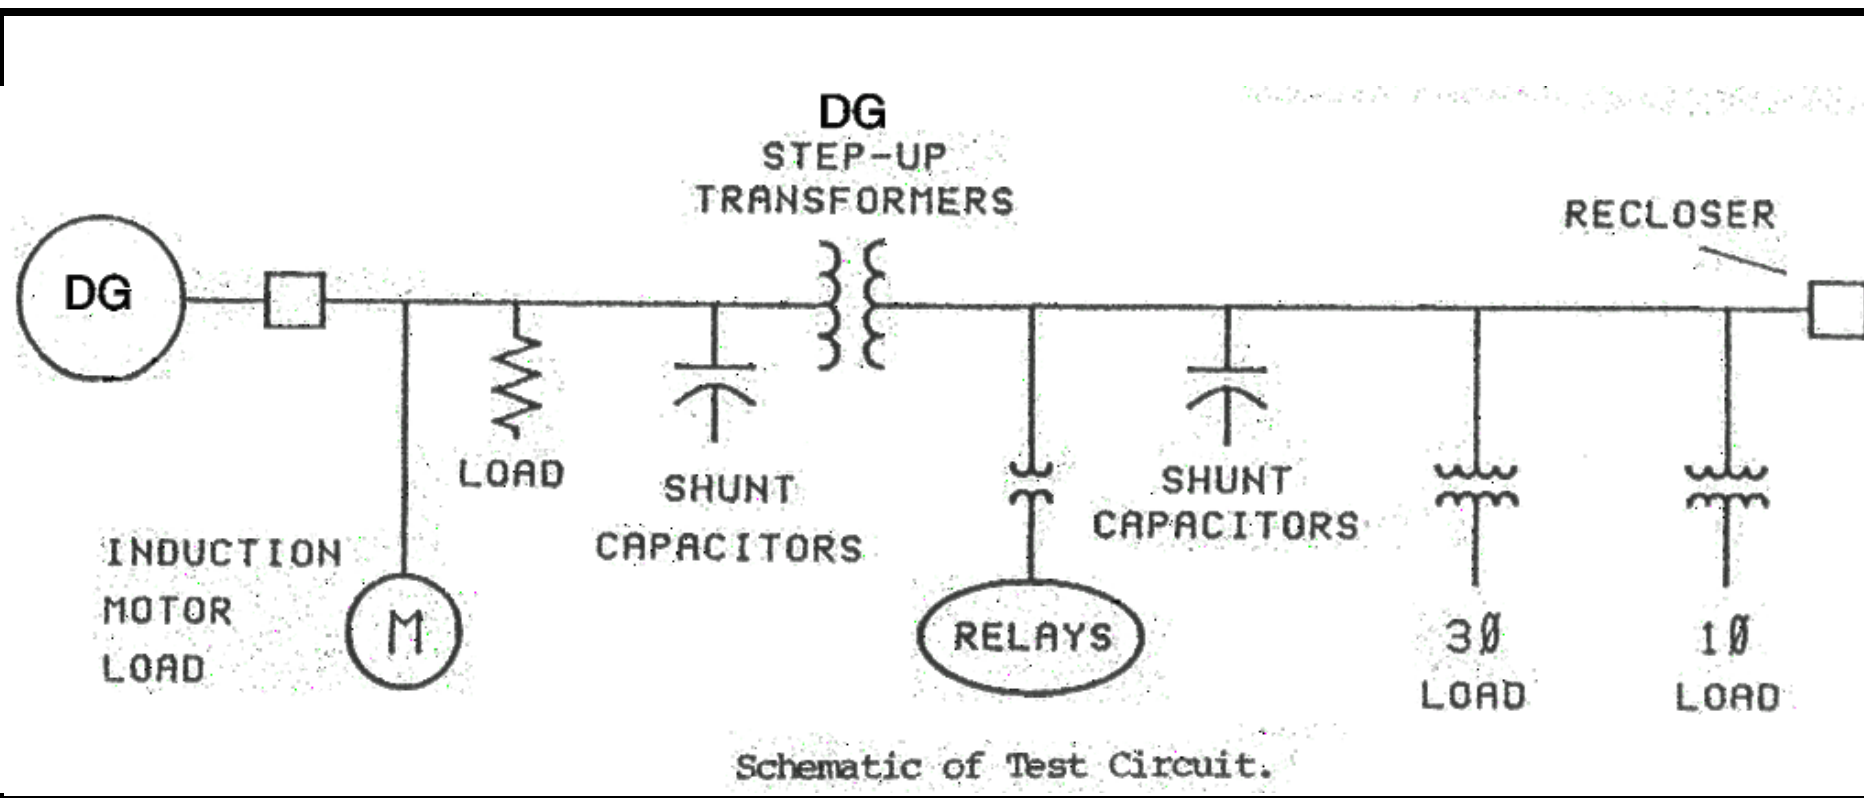 DG
STEP-UP
TRANSFORMERS
RECLOSER
DG
LOAD
SHUNT
CAPACITORS
SHUNT
CAPACITORS
INDUCTION
MOTOR
LOAD
M
RELAYS
3Ø
LOAD
1Ø
LOAD
Schematic of Test Circuit.